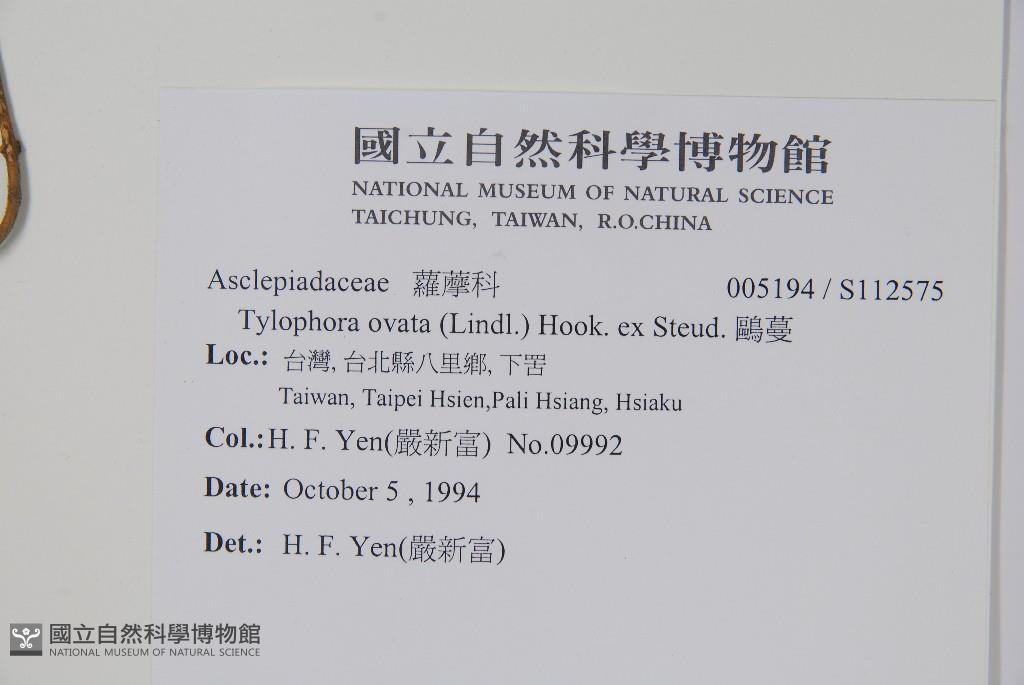 國立自然科學博物館
NATIONAL MUSEUM OF NATURAL SCIENCE
TAICHUNG, TAIWAN, R.O.CHINA
Asclepiadaceae 蘿藦科 005194 / S112575
Tylophora ovata (Lindl.) Hook. ex Steud. 鷗蔓
Loc.: 台灣, 台北縣八里鄉, 下罟
Taiwan, Taipei Hsien,Pali Hsiang, Hsiaku
Col.:H. F. Yen(嚴新富) No.09992
Date: October 5 , 1994
Det.: H. F. Yen(嚴新富)
國立自然科學博物館
NATIONAL MUSEUM OF NATURAL SCIENCE